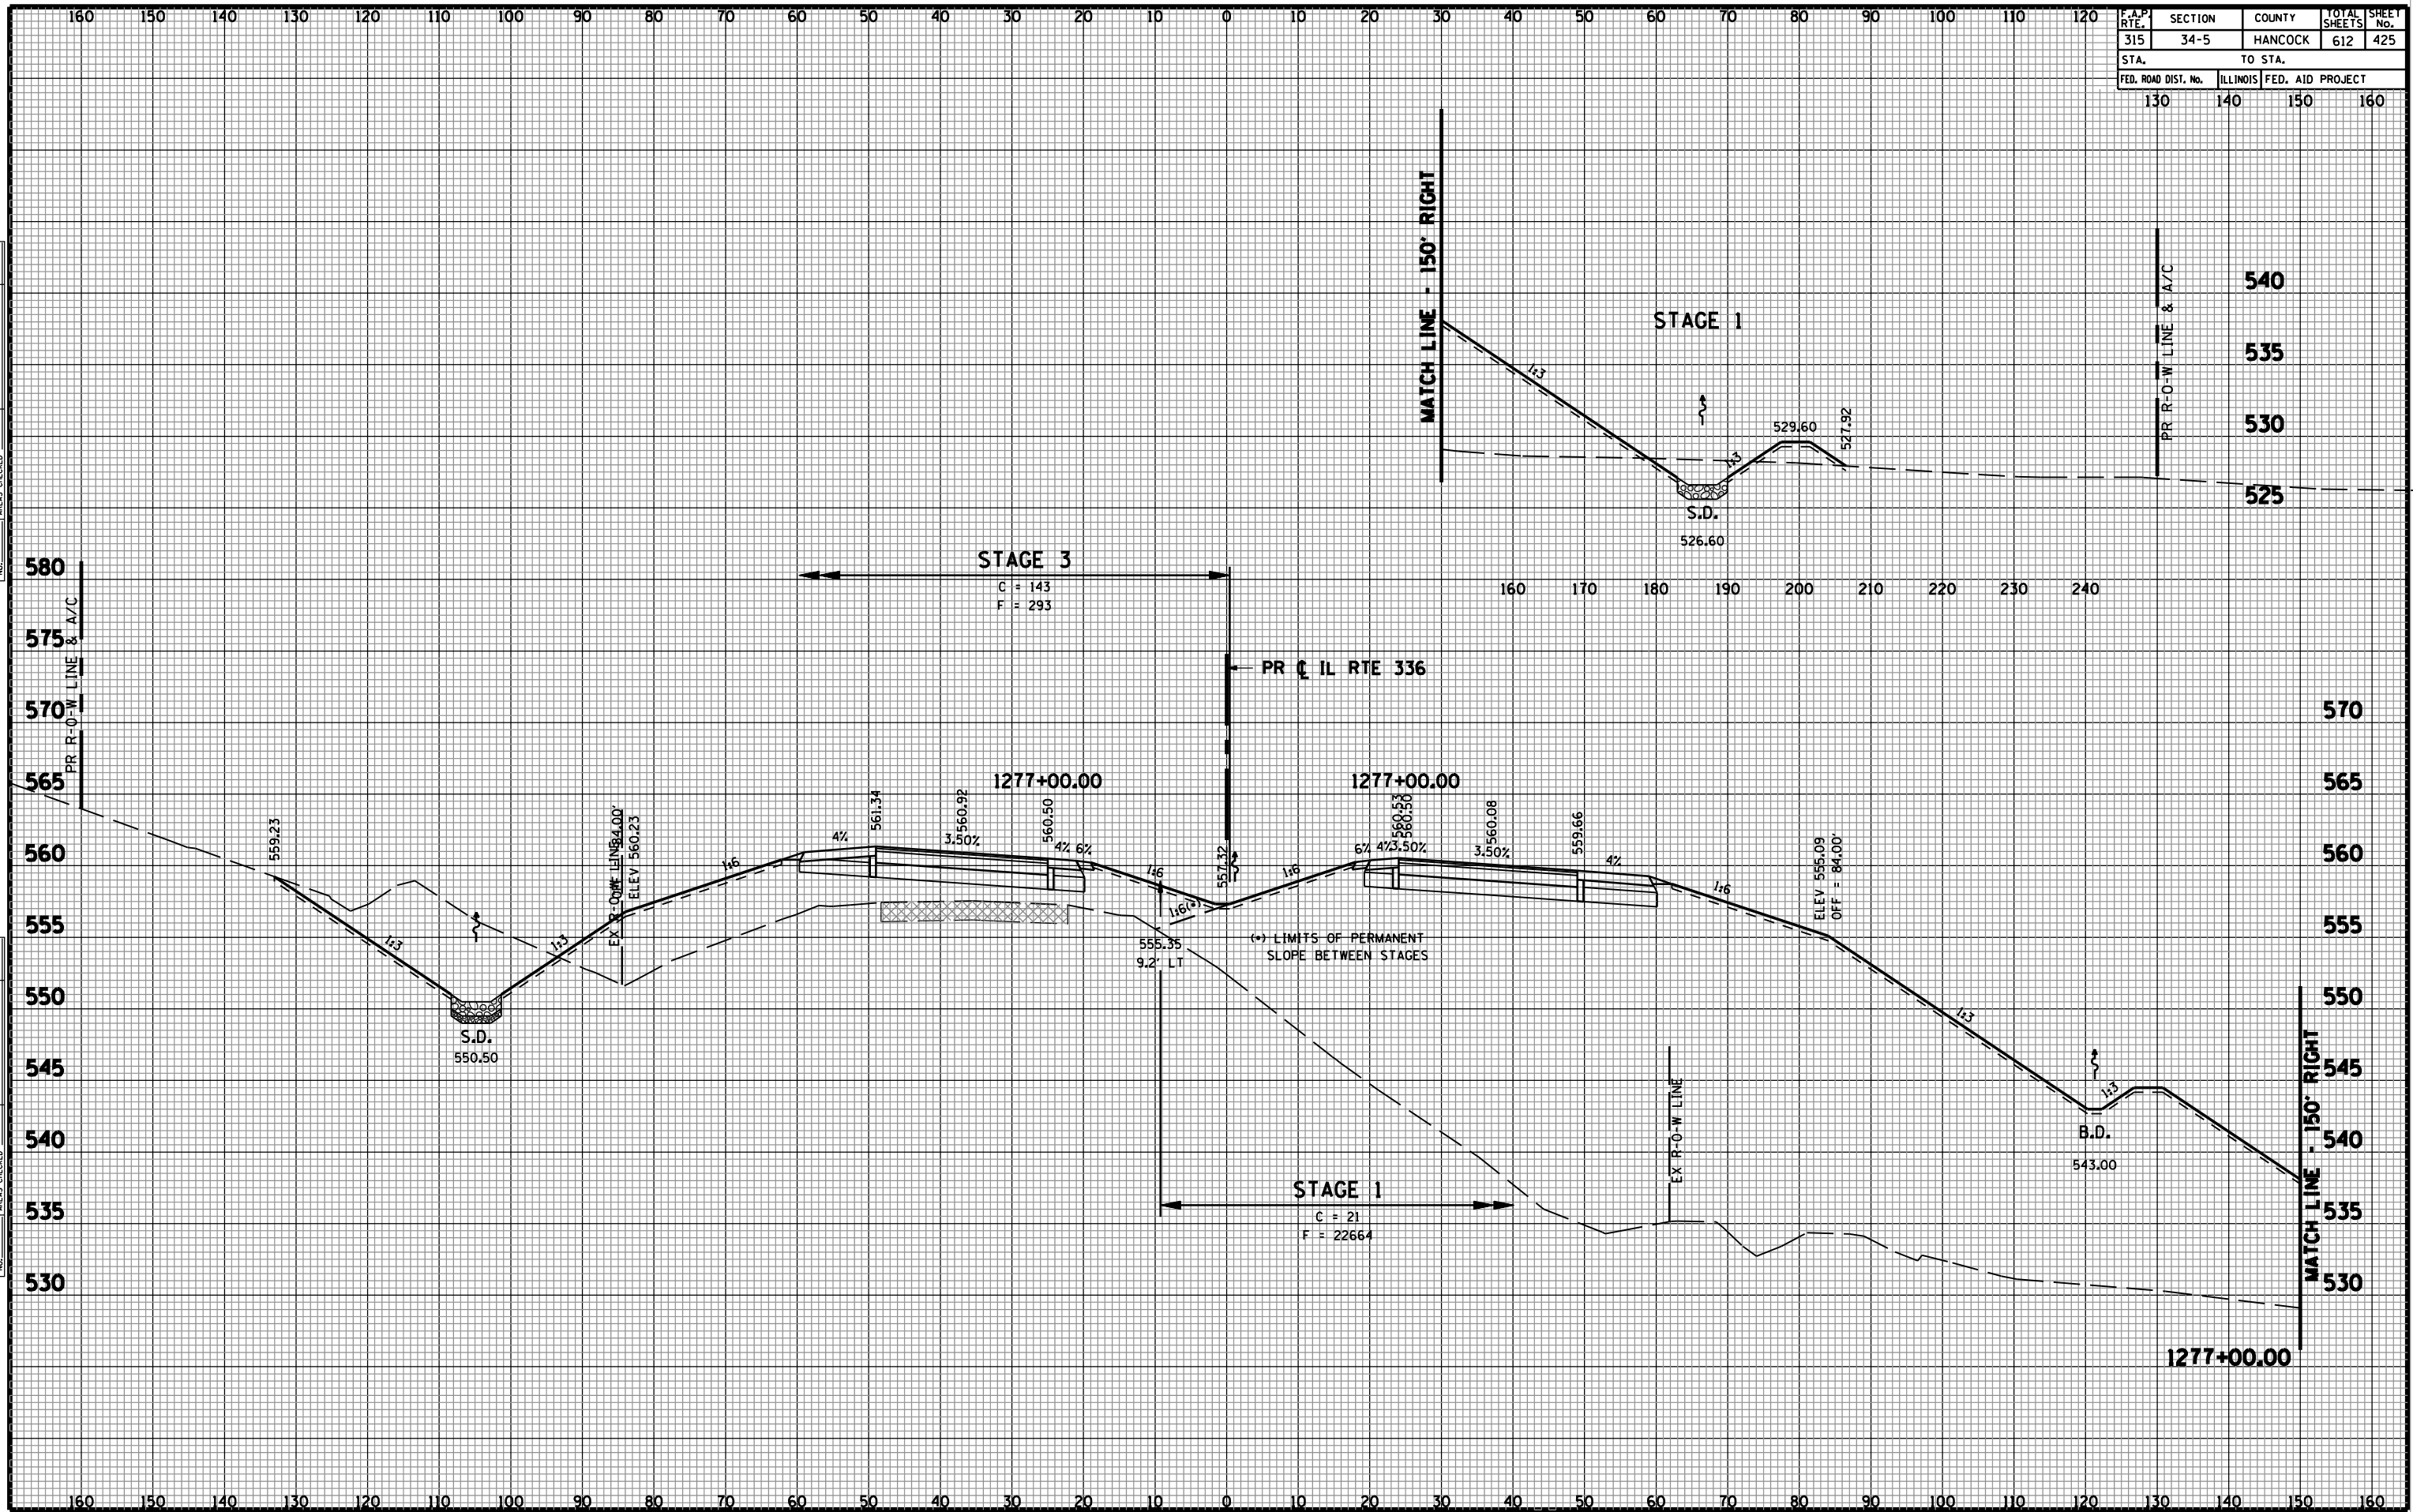 160 150 140 130 120 110 100 90 80 70 60 50 40 30 20 10 0 10 20 30 40 50 60 70 80 90 100 110 120
F.A.P. RTE. SECTION COUNTY TOTAL SHEETS SHEET No.
315 34-5 HANCOCK 612 425
STA. TO STA.
FED. ROAD DIST. No. ILLINOIS FED. AID PROJECT
130 140 150 160
MATCH LINE - 150' RIGHT
PR R-O-W LINE & A/C
540
535
530
525
STAGE 1
1:3
1:3
529.60
527.92
S.D.
526.60
160 170 180 190 200 210 220 230 240
STAGE 3
C = 143
F = 293
580
575
570
565
560
555
550
545
540
535
530
PR R-O-W LINE & A/C
PR ℄ IL RTE 336
1277+00.00
1277+00.00
559.23
1:3
S.D.
550.50
1:3
EX R-O-W LINE
84.00'
ELEV 560.23
1:6
4%
561.34
560.92
3.50%
560.50
4% 6%
1:6
557.32
1:6(*)
555.35
9.2' LT
(*) LIMITS OF PERMANENT
SLOPE BETWEEN STAGES
1:6
6% 4% 3.50%
560.53
560.50
560.08
3.50%
559.66
4%
1:6
ELEV 555.09
OFF = 84.00'
1:3
1:3
B.D.
543.00
EX R-O-W LINE
STAGE 1
C = 21
F = 22664
570
565
560
555
550
545
540
535
530
MATCH LINE - 150' RIGHT
1277+00.00
160 150 140 130 120 110 100 90 80 70 60 50 40 30 20 10 0 10 20 30 40 50 60 70 80 90 100 110 120 130 140 150 160